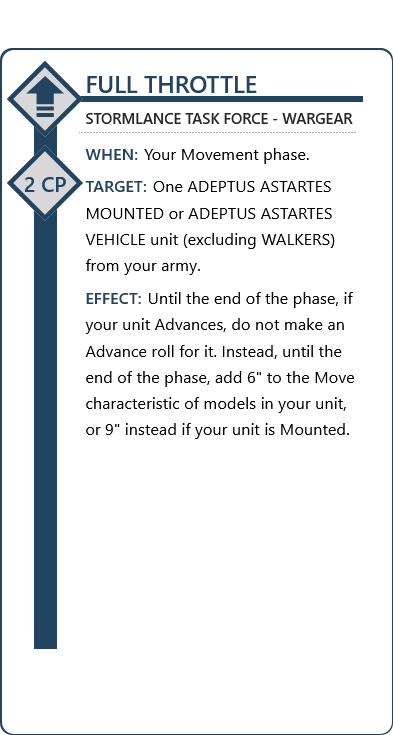 FULL THROTTLE
STORMLANCE TASK FORCE - WARGEAR
WHEN: Your Movement phase.
2 CP
TARGET: One ADEPTUS ASTARTES
MOUNTED or ADEPTUS ASTARTES
VEHICLE unit (excluding WALKERS)
from your army.
EFFECT: Until the end of the phase, if
your unit Advances, do not make an
Advance roll for it. Instead, until the
end of the phase, add 6" to the Move
characteristic of models in your unit,
or 9" instead if your unit is Mounted.